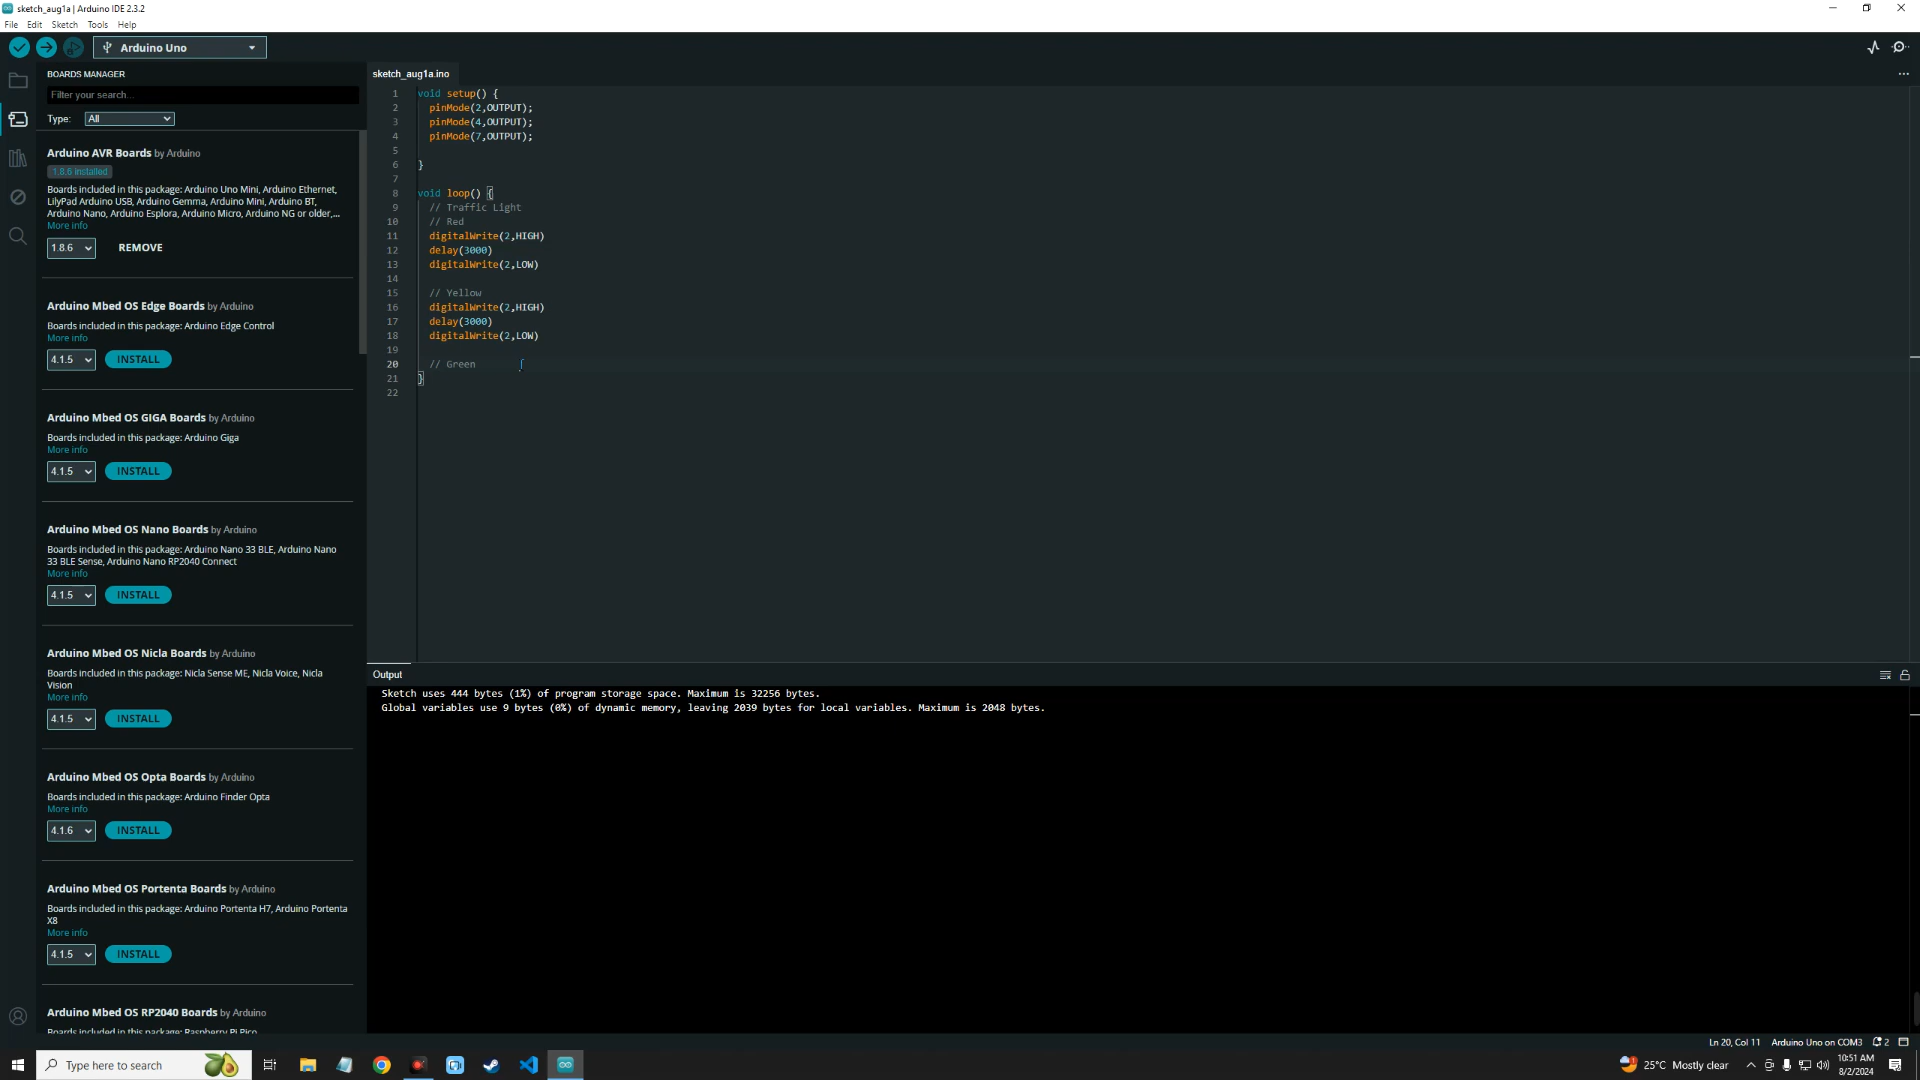 sketch_aug1a | Arduino IDE 2.3.2
File Edit Sketch Tools Help
Arduino Uno
BOARDS MANAGER
Filter your search...
Type: All
Arduino AVR Boards by Arduino
1.8.6 installed
Boards included in this package: Arduino Uno Mini, Arduino Ethernet,
LilyPad Arduino USB, Arduino Gemma, Arduino Mini, Arduino BT,
Arduino Nano, Arduino Esplora, Arduino Micro, Arduino NG or older,...
More info
1.8.6 REMOVE
Arduino Mbed OS Edge Boards by Arduino
Boards included in this package: Arduino Edge Control
More info
4.1.5 INSTALL
Arduino Mbed OS GIGA Boards by Arduino
Boards included in this package: Arduino Giga
More info
4.1.5 INSTALL
Arduino Mbed OS Nano Boards by Arduino
Boards included in this package: Arduino Nano 33 BLE, Arduino Nano
33 BLE Sense, Arduino Nano RP2040 Connect
More info
4.1.5 INSTALL
Arduino Mbed OS Nicla Boards by Arduino
Boards included in this package: Nicla Sense ME, Nicla Voice, Nicla
Vision
More info
4.1.5 INSTALL
Arduino Mbed OS Opta Boards by Arduino
Boards included in this package: Arduino Finder Opta
More info
4.1.6 INSTALL
Arduino Mbed OS Portenta Boards by Arduino
Boards included in this package: Arduino Portenta H7, Arduino Portenta
X8
More info
4.1.5 INSTALL
Arduino Mbed OS RP2040 Boards by Arduino
Boards included in this package: Raspberry Pi Pico
sketch_aug1a.ino
1 void setup() {
2 pinMode(2,OUTPUT);
3 pinMode(4,OUTPUT);
4 pinMode(7,OUTPUT);
5
6 }
7
8 void loop() {
9 // Traffic Light
10 // Red
11 digitalWrite(2,HIGH)
12 delay(3000)
13 digitalWrite(2,LOW)
14
15 // Yellow
16 digitalWrite(2,HIGH)
17 delay(3000)
18 digitalWrite(2,LOW)
19
20 // Green
21 }
22
Output
Sketch uses 444 bytes (1%) of program storage space. Maximum is 32256 bytes.
Global variables use 9 bytes (0%) of dynamic memory, leaving 2039 bytes for local variables. Maximum is 2048 bytes.
Ln 20, Col 11 Arduino Uno on COM3 2
Type here to search
25°C Mostly clear
10:51 AM
8/2/2024